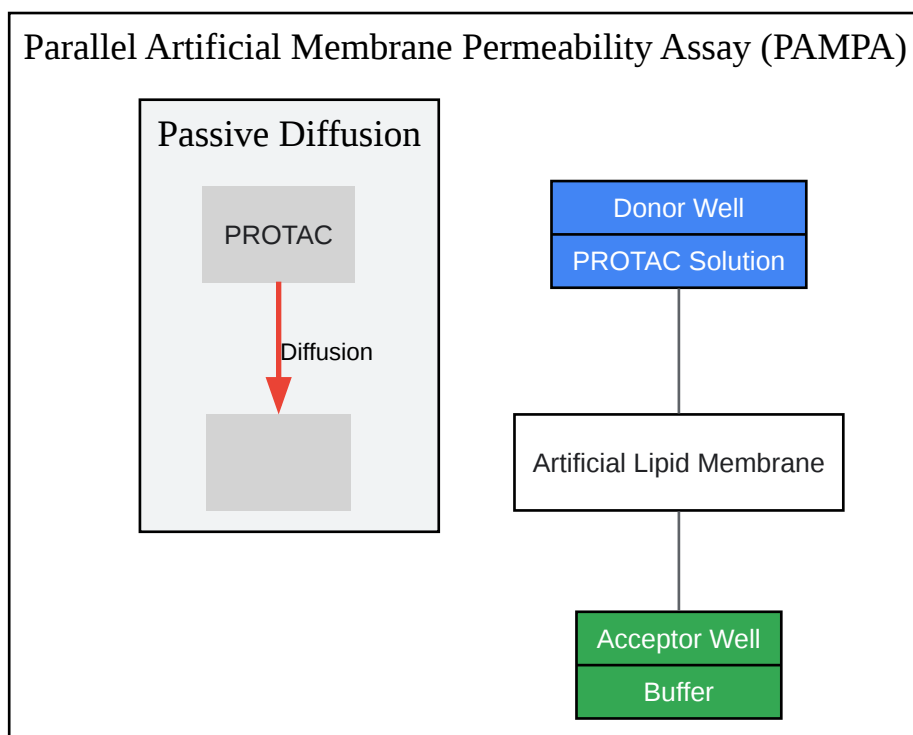 Parallel Artificial Membrane Permeability Assay (PAMPA)
Passive Diffusion
PROTAC
Diffusion
Donor Well
PROTAC Solution
Artificial Lipid Membrane
Acceptor Well
Buffer